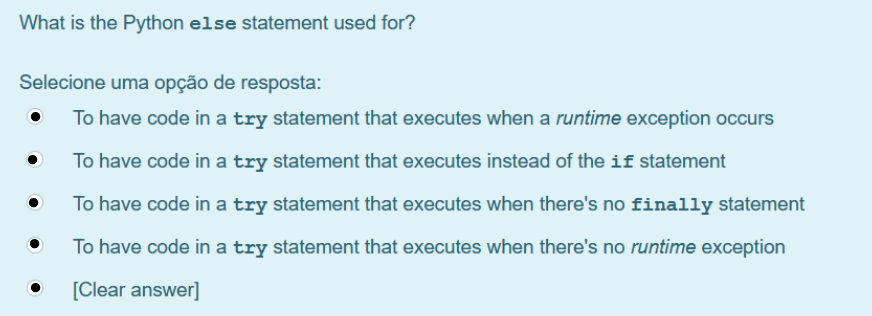 What is the Python else statement used for?
Selecione uma opção de resposta:
To have code in a try statement that executes when a runtime exception occurs
To have code in a try statement that executes instead of the if statement
To have code in a try statement that executes when there's no finally statement
To have code in a try statement that executes when there's no runtime exception
[Clear answer]